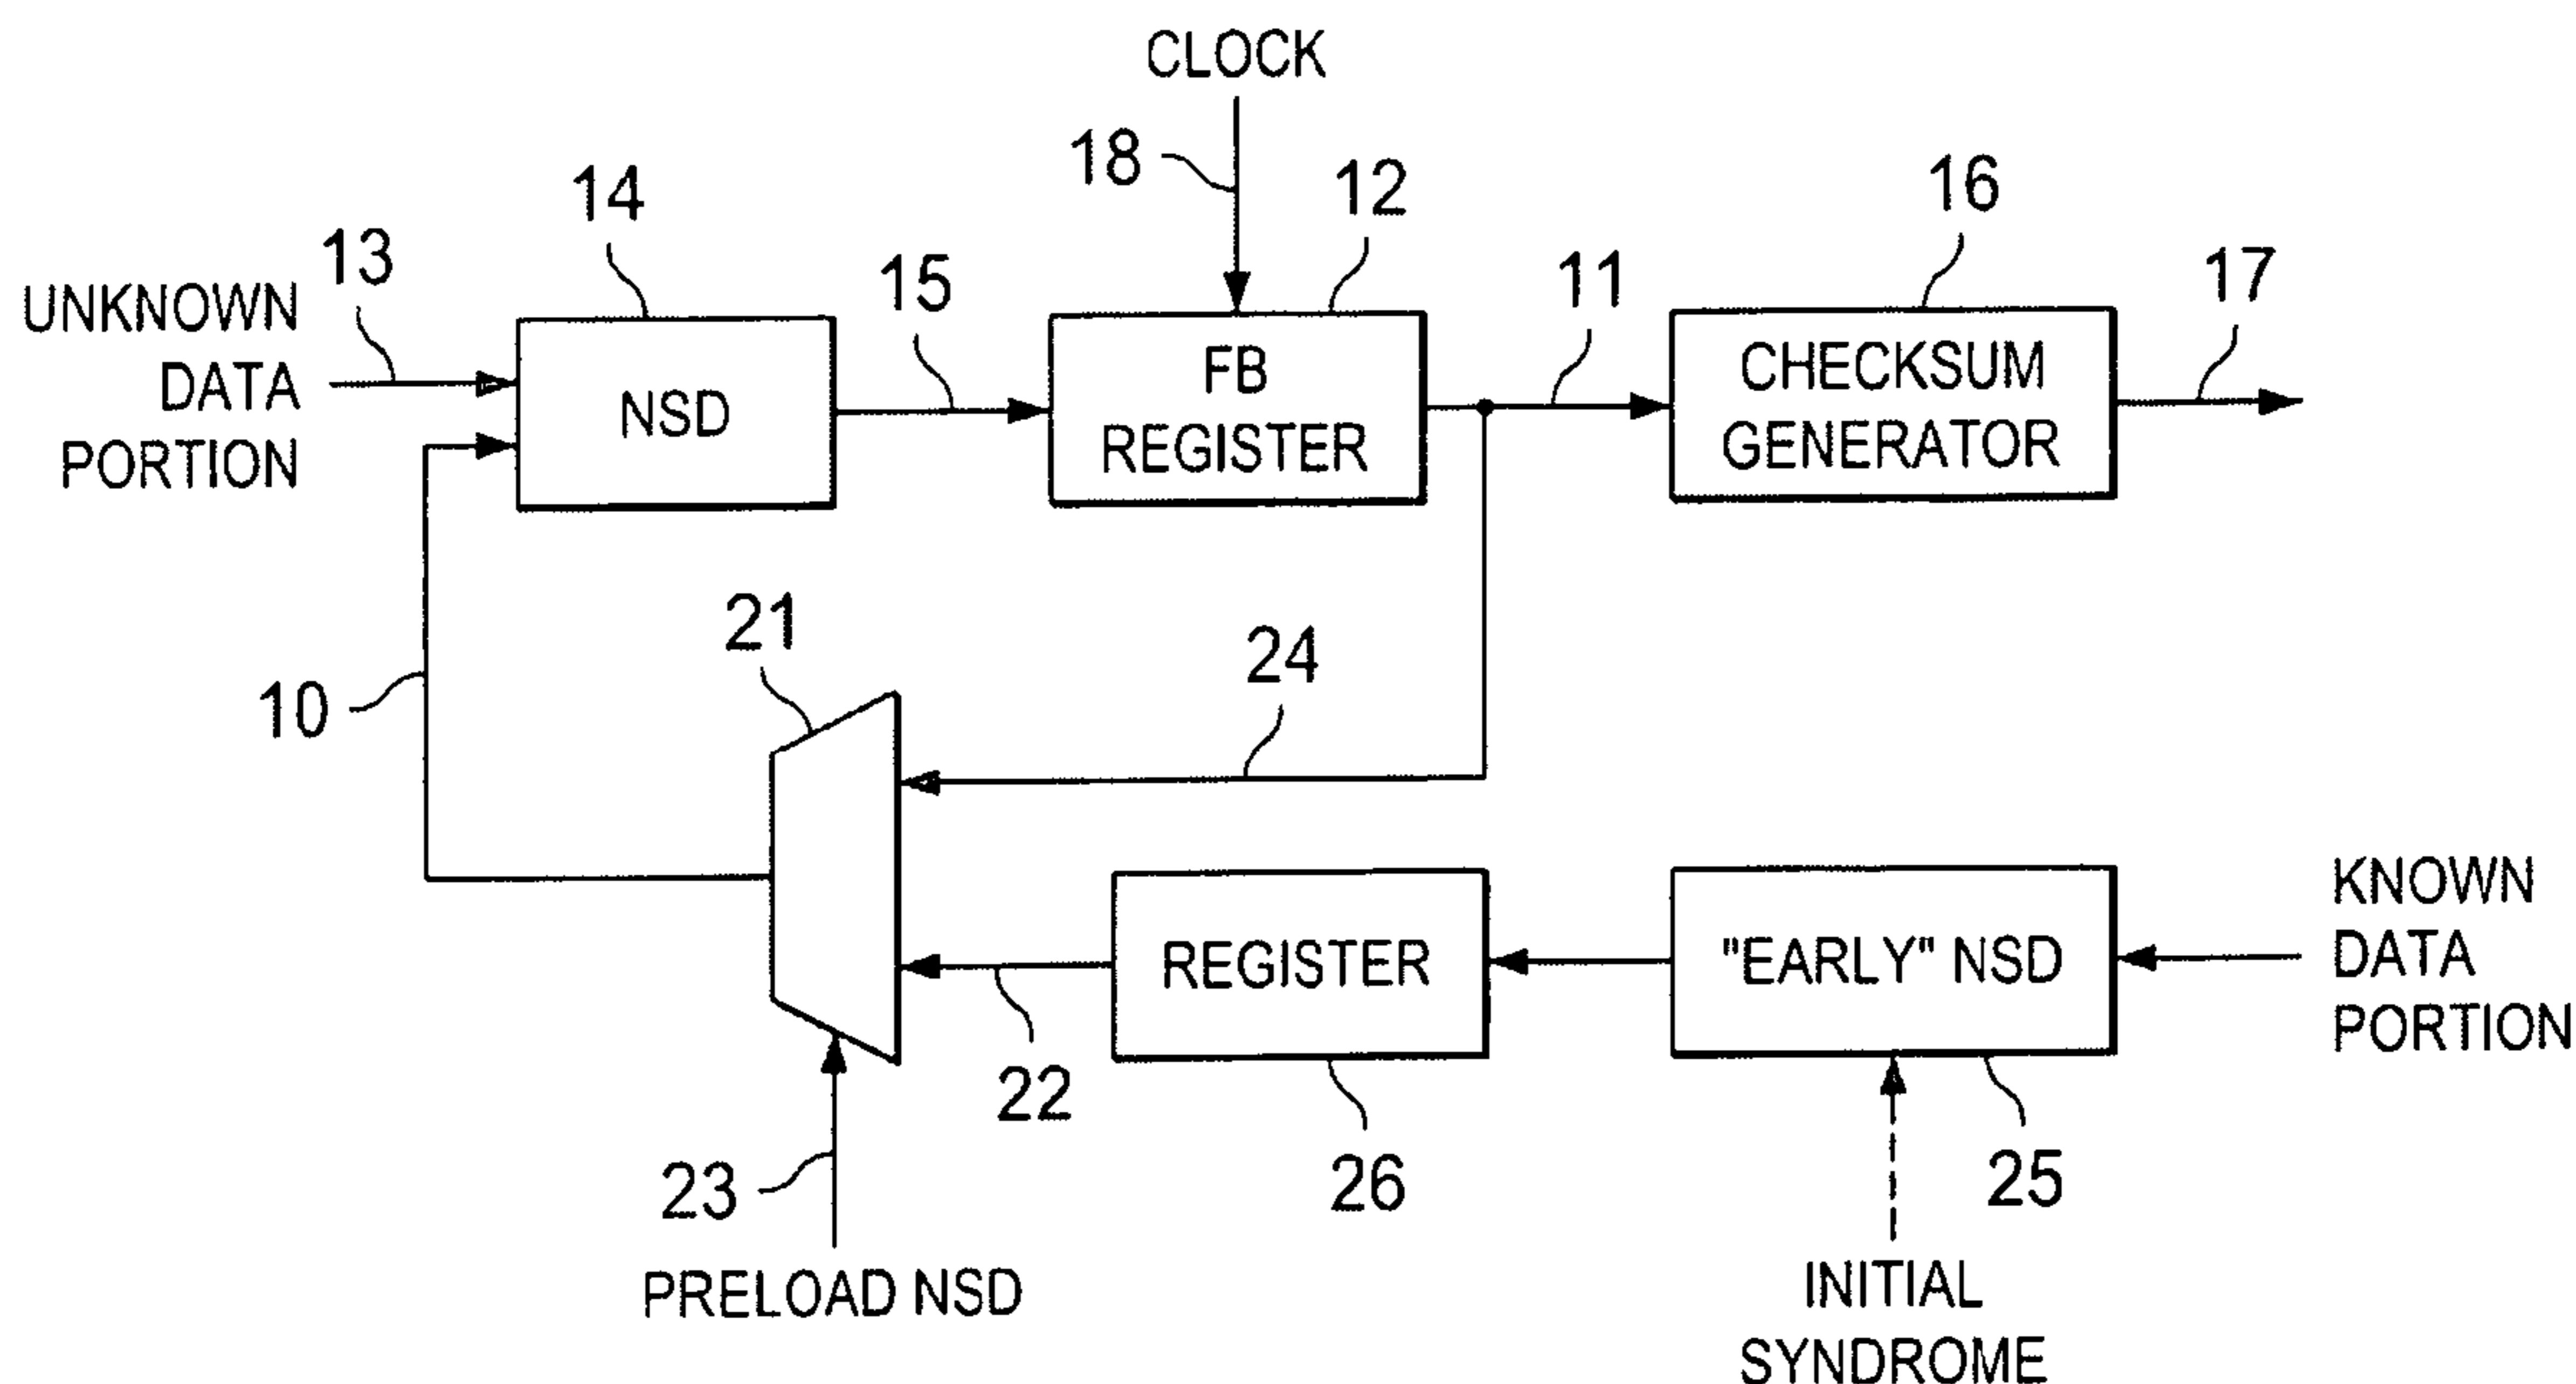 CLOCK
18
12
14
16
13
15
11
17
UNKNOWN
DATA
PORTION
NSD
FB
REGISTER
CHECKSUM
GENERATOR
21
24
10
KNOWN
DATA
PORTION
REGISTER
"EARLY" NSD
22
23
26
25
PRELOAD NSD
INITIAL
SYNDROME